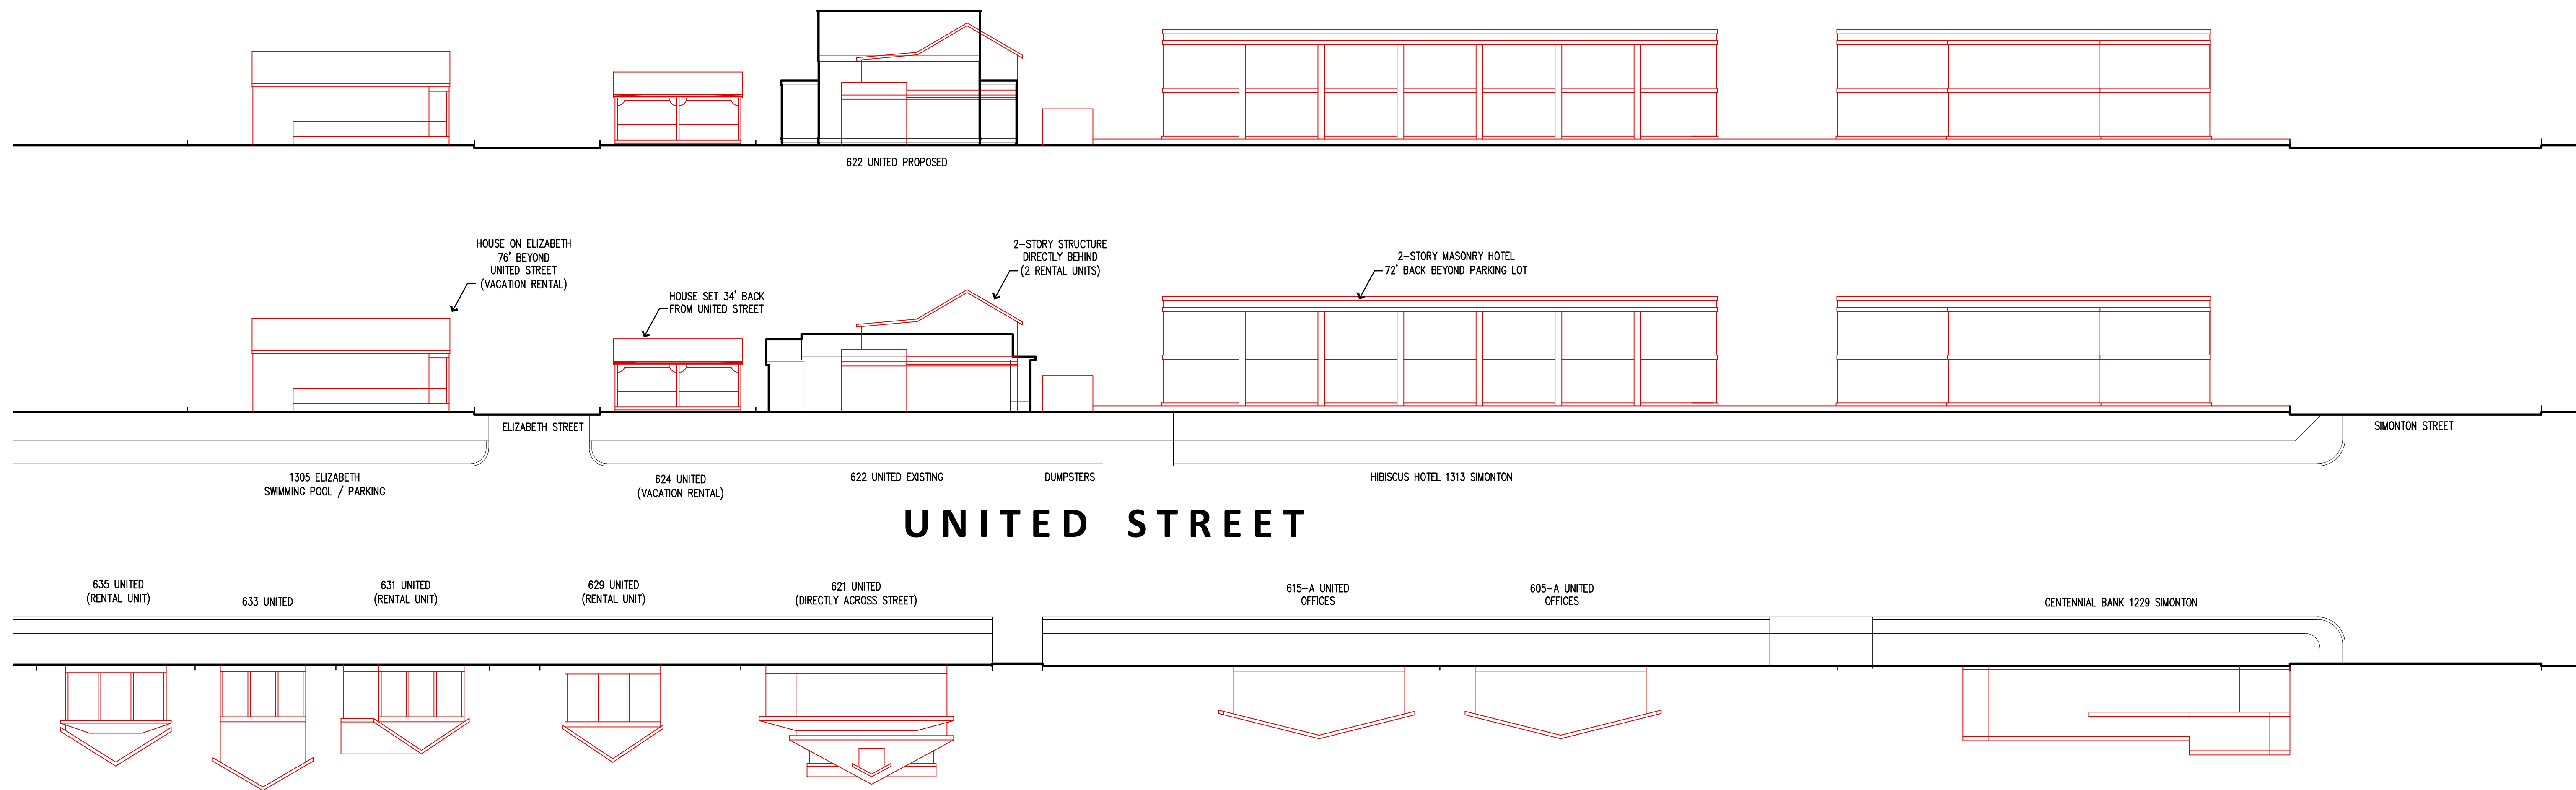 622 UNITED PROPOSED
HOUSE ON ELIZABETH
76' BEYOND
UNITED STREET
(VACATION RENTAL)
HOUSE SET 34' BACK
FROM UNITED STREET
2-STORY STRUCTURE
DIRECTLY BEHIND
(2 RENTAL UNITS)
2-STORY MASONRY HOTEL
72' BACK BEYOND PARKING LOT
ELIZABETH STREET
SIMONTON STREET
1305 ELIZABETH
SWIMMING POOL / PARKING
624 UNITED
(VACATION RENTAL)
622 UNITED EXISTING
DUMPSTERS
HIBISCUS HOTEL 1313 SIMONTON
UNITED STREET
635 UNITED
(RENTAL UNIT)
633 UNITED
631 UNITED
(RENTAL UNIT)
629 UNITED
(RENTAL UNIT)
621 UNITED
(DIRECTLY ACROSS STREET)
615-A UNITED
OFFICES
605-A UNITED
OFFICES
CENTENNIAL BANK 1229 SIMONTON